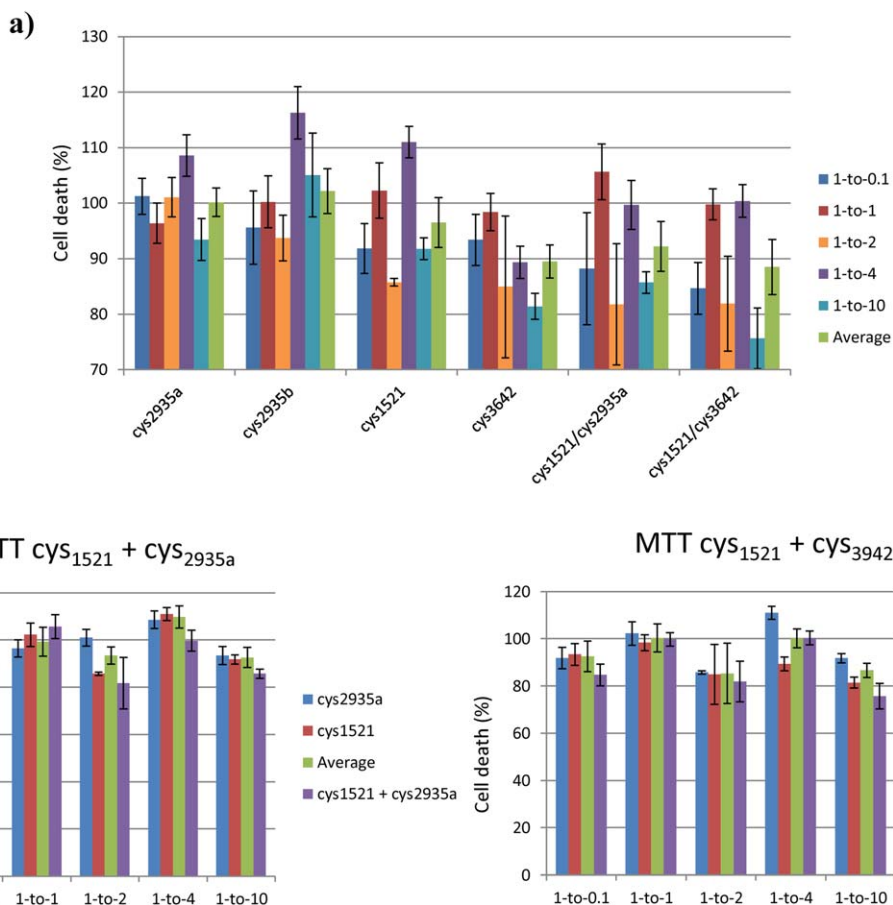 a)
130
120
110
100
90
80
70
Cell death (%)
cys2935a
cys2935b
cys1521
cys3642
cys1521/cys2935a
cys1521/cys3642
1-to-0.1
1-to-1
1-to-2
1-to-4
1-to-10
Average
TT cys1521 + cys2935a
1-to-1
1-to-2
1-to-4
1-to-10
cys2935a
cys1521
Average
cys1521 + cys2935a
MTT cys1521 + cys3942
120
100
80
60
40
20
0
Cell death (%)
1-to-0.1
1-to-1
1-to-2
1-to-4
1-to-10